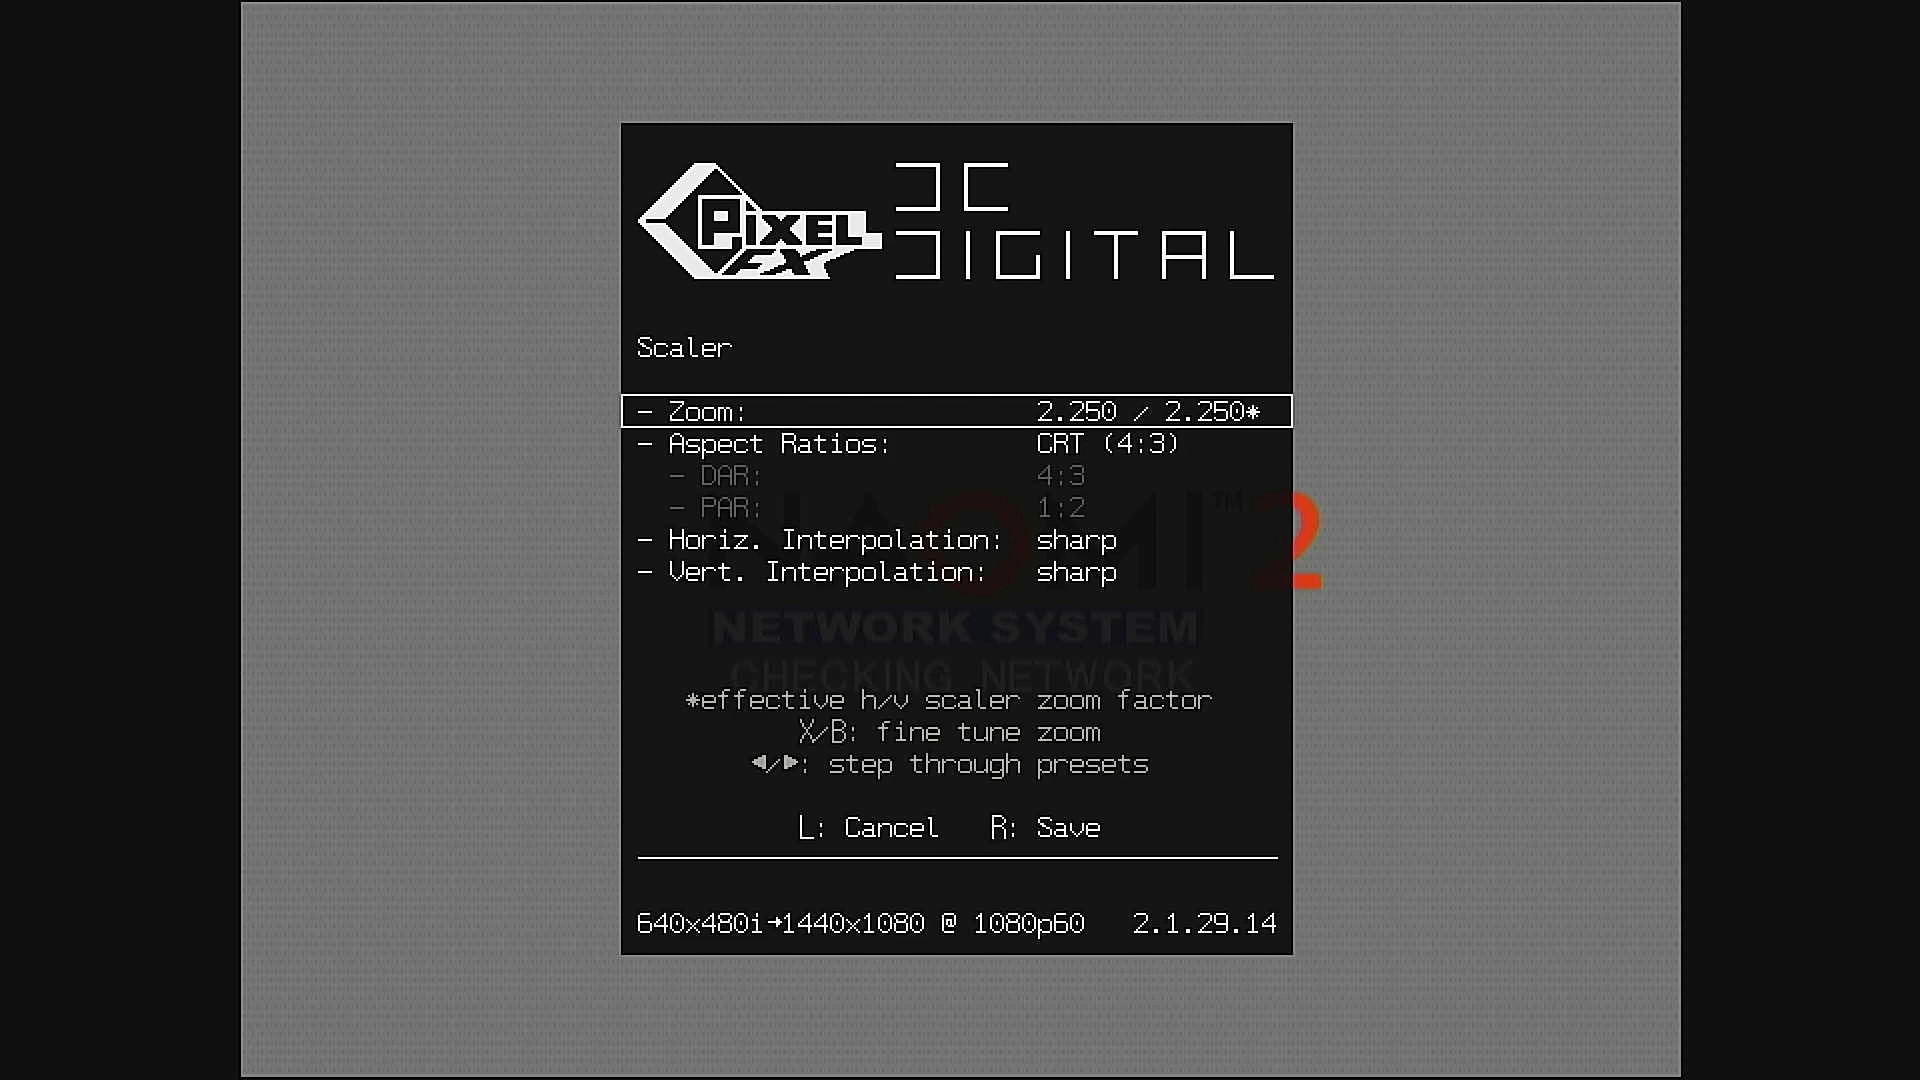 PIXEL FX
DC
DIGITAL
Scaler
- Zoom: 2.250 / 2.250*
- Aspect Ratios: CRT (4:3)
- DAR: 4:3
- PAR: 1:2
NAOMI™ 2
- Horiz. Interpolation: sharp
- Vert. Interpolation: sharp
NETWORK SYSTEM
CHECKING NETWORK
*effective h/v scaler zoom factor
X/B: fine tune zoom
◀/▶: step through presets
L: Cancel R: Save
640x480i→1440x1080 @ 1080p60 2.1.29.14